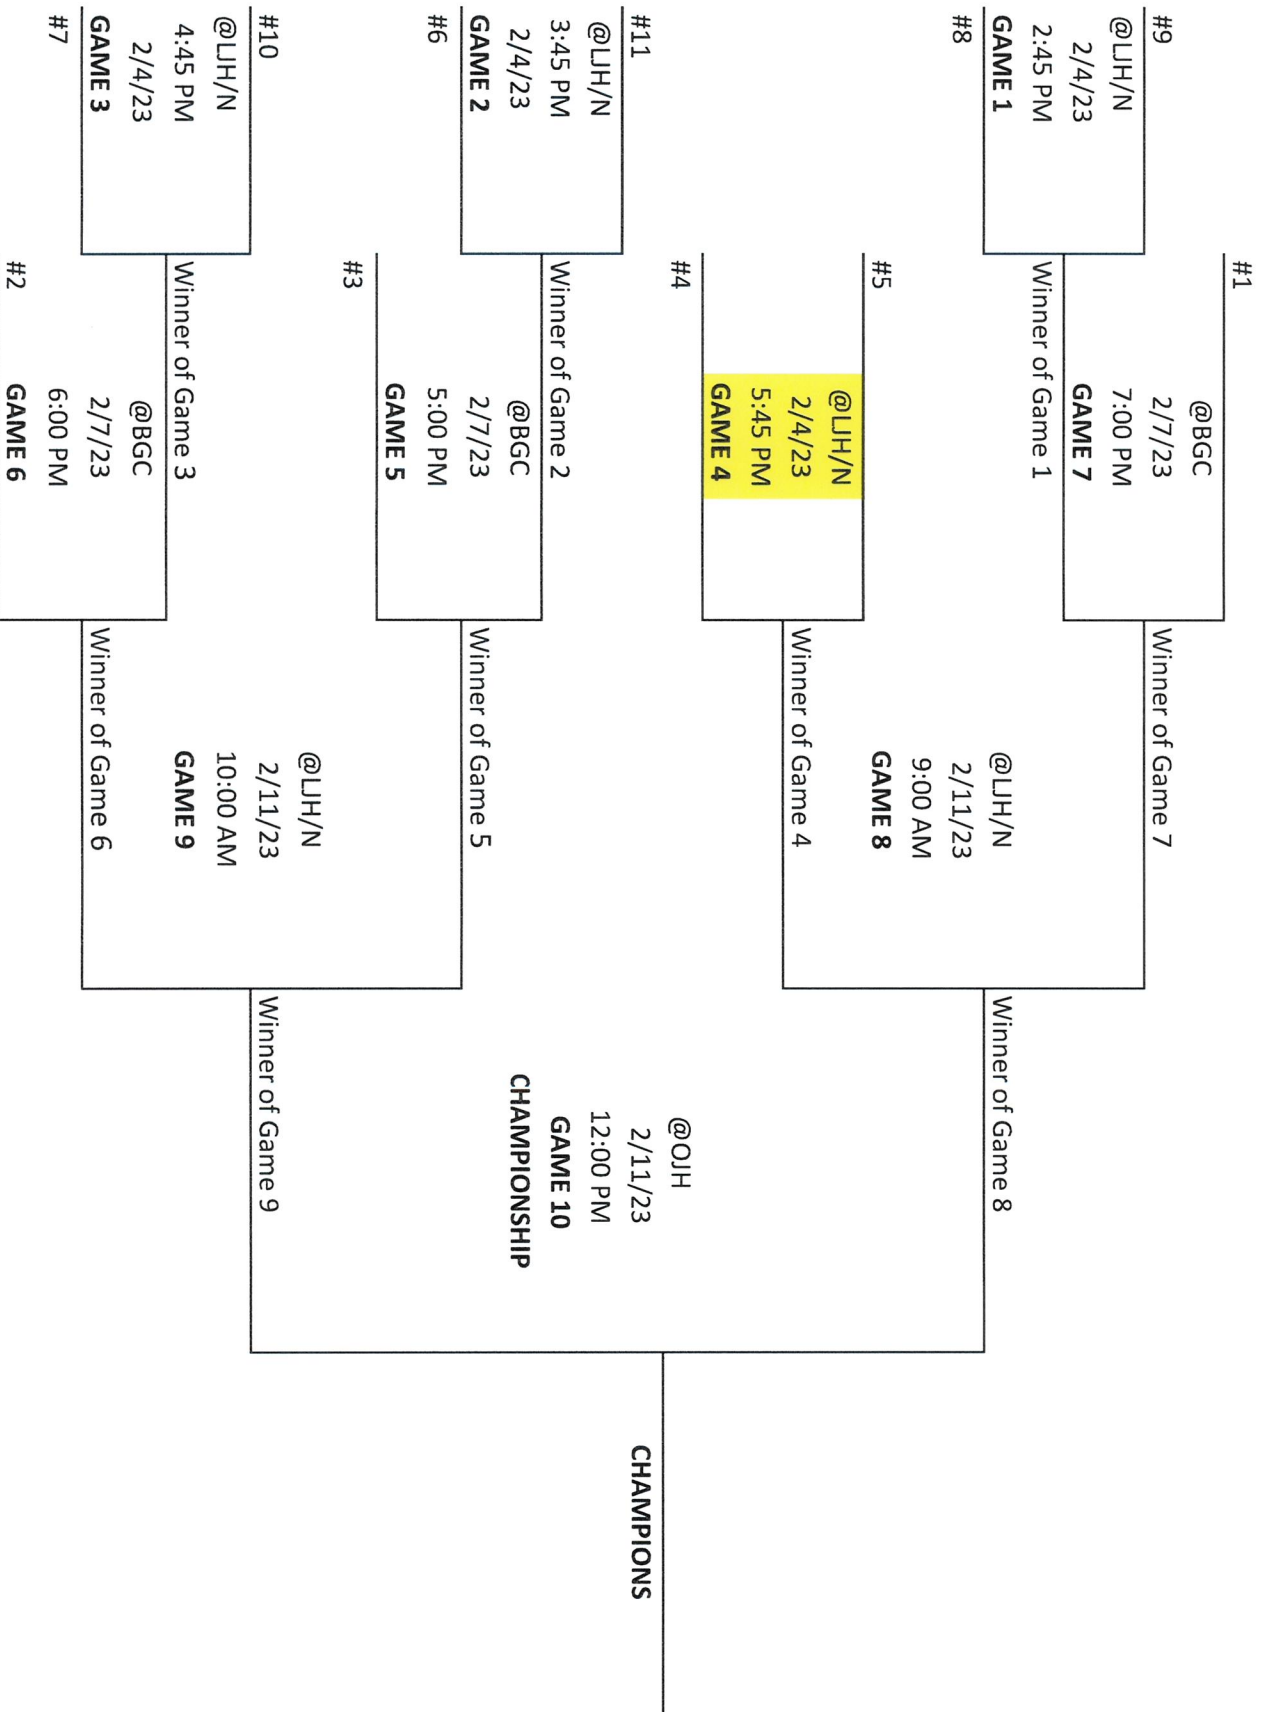 #9
@LJH/N
2/4/23
2:45 PM
GAME 1
#8
#11
@LJH/N
3:45 PM
2/4/23
GAME 2
#6
#10
@LJH/N
4:45 PM
2/4/23
GAME 3
#7
#1
@BGC
2/7/23
7:00 PM
GAME 7
Winner of Game 1
#5
@LJH/N
2/4/23
5:45 PM
GAME 4
#4
Winner of Game 2
@BGC
2/7/23
5:00 PM
GAME 5
#3
Winner of Game 3
@BGC
2/7/23
6:00 PM
GAME 6
#2
Winner of Game 7
@LJH/N
2/11/23
9:00 AM
GAME 8
Winner of Game 4
Winner of Game 5
@LJH/N
2/11/23
10:00 AM
GAME 9
Winner of Game 6
Winner of Game 8
@OJH
2/11/23
12:00 PM
GAME 10
CHAMPIONSHIP
Winner of Game 9
CHAMPIONS